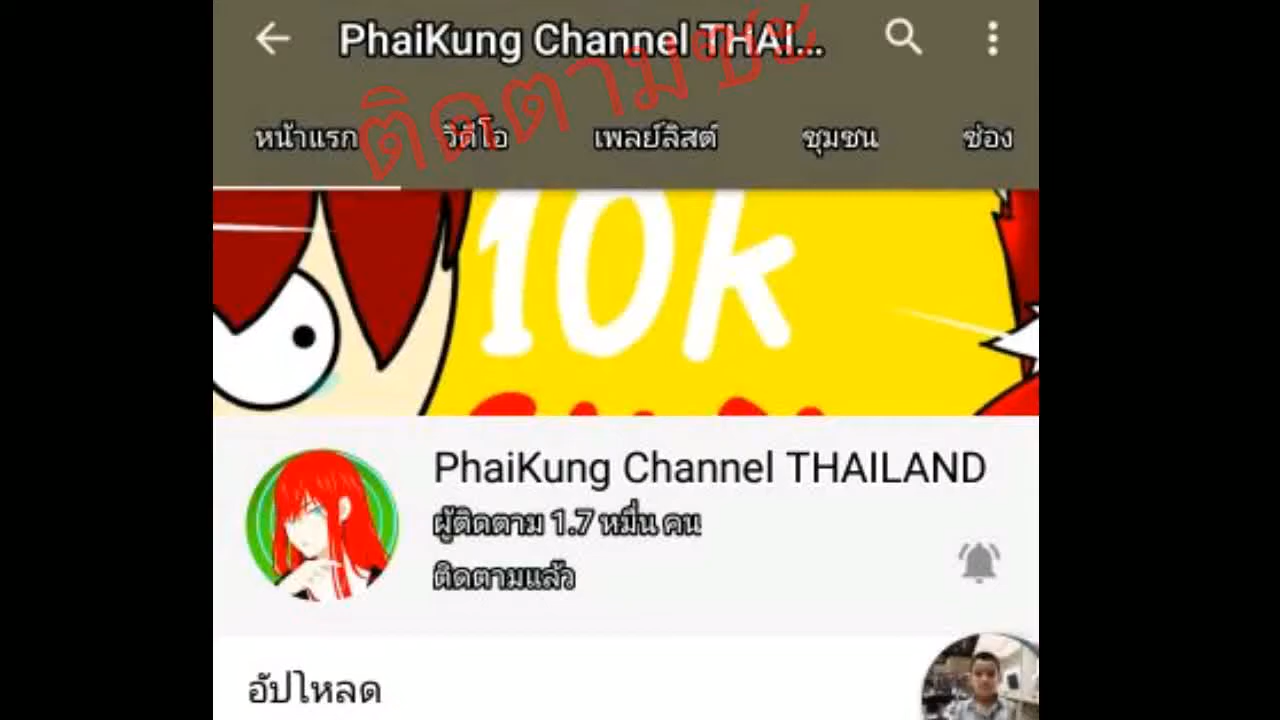 PhaiKung Channel THAI...
ติดตามซะ
หน้าแรก วิดีโอ เพลย์ลิสต์ ชุมชน ช่อง
10k
PhaiKung Channel THAILAND
ผู้ติดตาม 1.7 หมื่น คน
ติดตามแล้ว
อัปโหลด